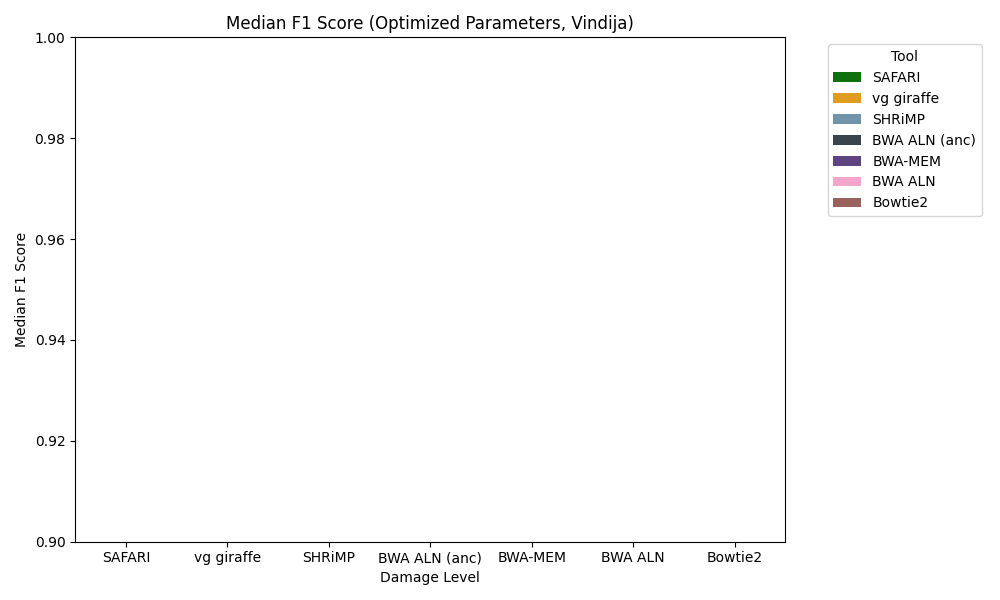 Median F1 Score (Optimized Parameters, Vindija)
Median F1 Score
1.00
0.98
0.96
0.94
0.92
0.90
SAFARI
vg giraffe
SHRiMP
BWA ALN (anc)
BWA-MEM
BWA ALN
Bowtie2
Damage Level
Tool
SAFARI
vg giraffe
SHRiMP
BWA ALN (anc)
BWA-MEM
BWA ALN
Bowtie2